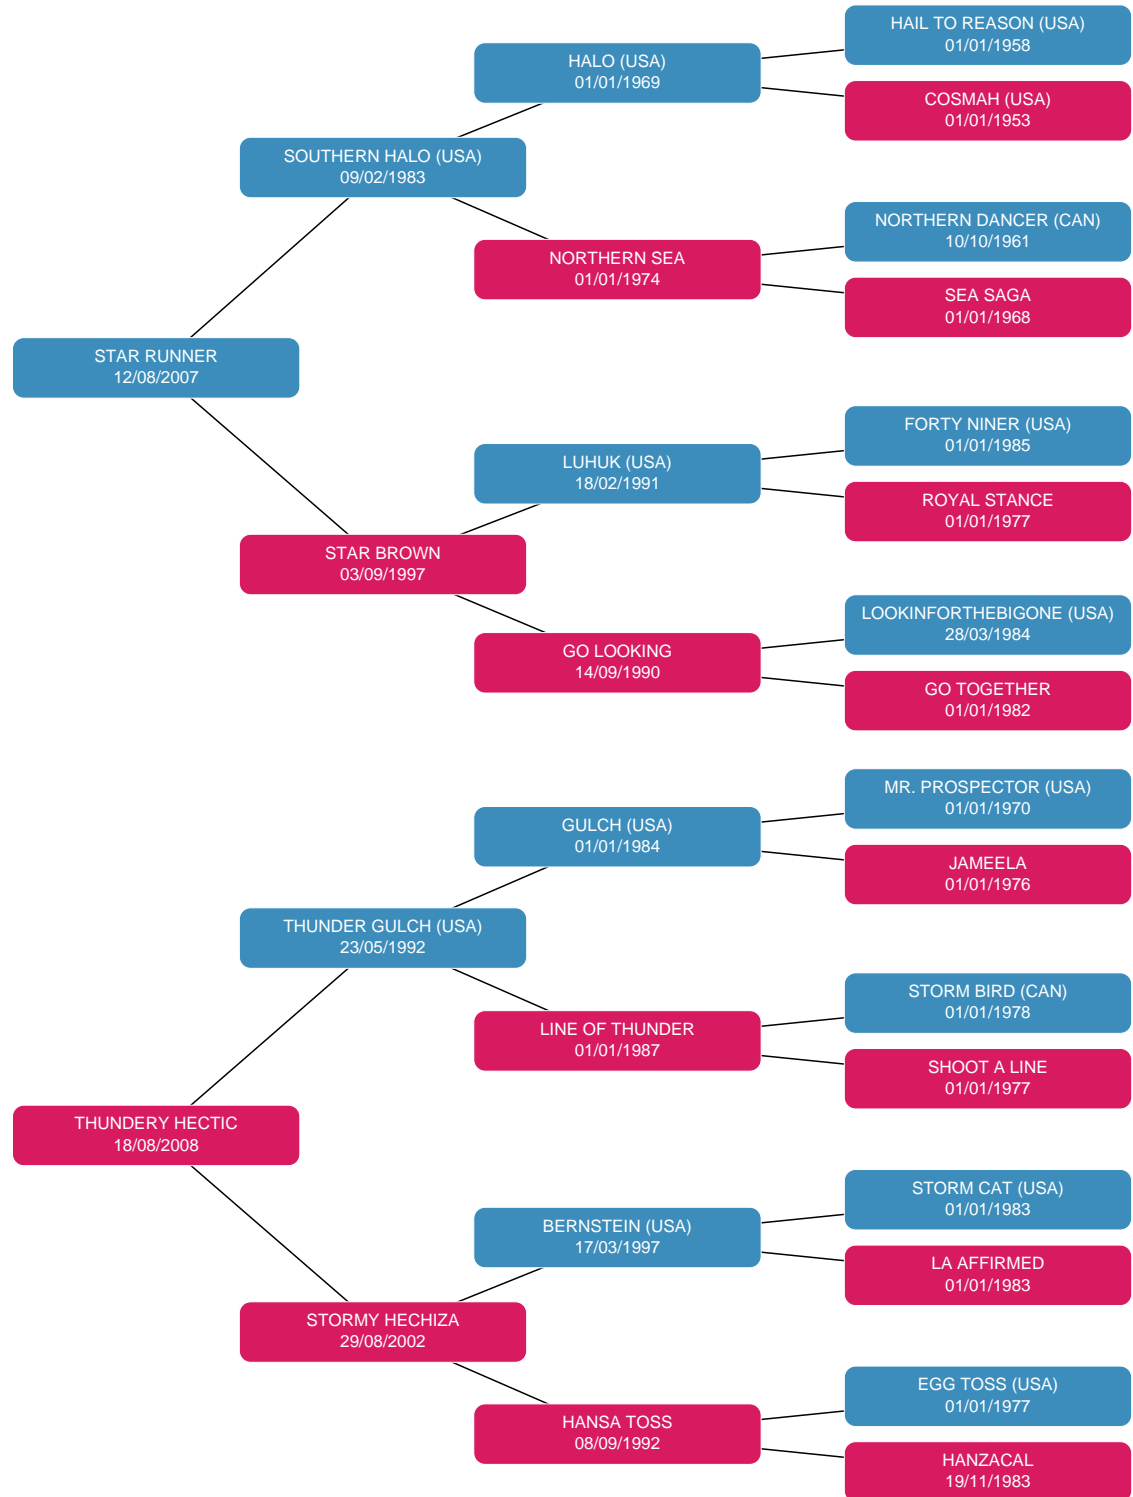 HAIL TO REASON (USA)
01/01/1958
HALO (USA)
01/01/1969
COSMAH (USA)
01/01/1953
SOUTHERN HALO (USA)
09/02/1983
NORTHERN DANCER (CAN)
10/10/1961
NORTHERN SEA
01/01/1974
SEA SAGA
01/01/1968
STAR RUNNER
12/08/2007
FORTY NINER (USA)
01/01/1985
LUHUK (USA)
18/02/1991
ROYAL STANCE
01/01/1977
STAR BROWN
03/09/1997
LOOKINFORTHEBIGONE (USA)
28/03/1984
GO LOOKING
14/09/1990
GO TOGETHER
01/01/1982
MR. PROSPECTOR (USA)
01/01/1970
GULCH (USA)
01/01/1984
JAMEELA
01/01/1976
THUNDER GULCH (USA)
23/05/1992
STORM BIRD (CAN)
01/01/1978
LINE OF THUNDER
01/01/1987
SHOOT A LINE
01/01/1977
THUNDERY HECTIC
18/08/2008
STORM CAT (USA)
01/01/1983
BERNSTEIN (USA)
17/03/1997
LA AFFIRMED
01/01/1983
STORMY HECHIZA
29/08/2002
EGG TOSS (USA)
01/01/1977
HANSA TOSS
08/09/1992
HANZACAL
19/11/1983